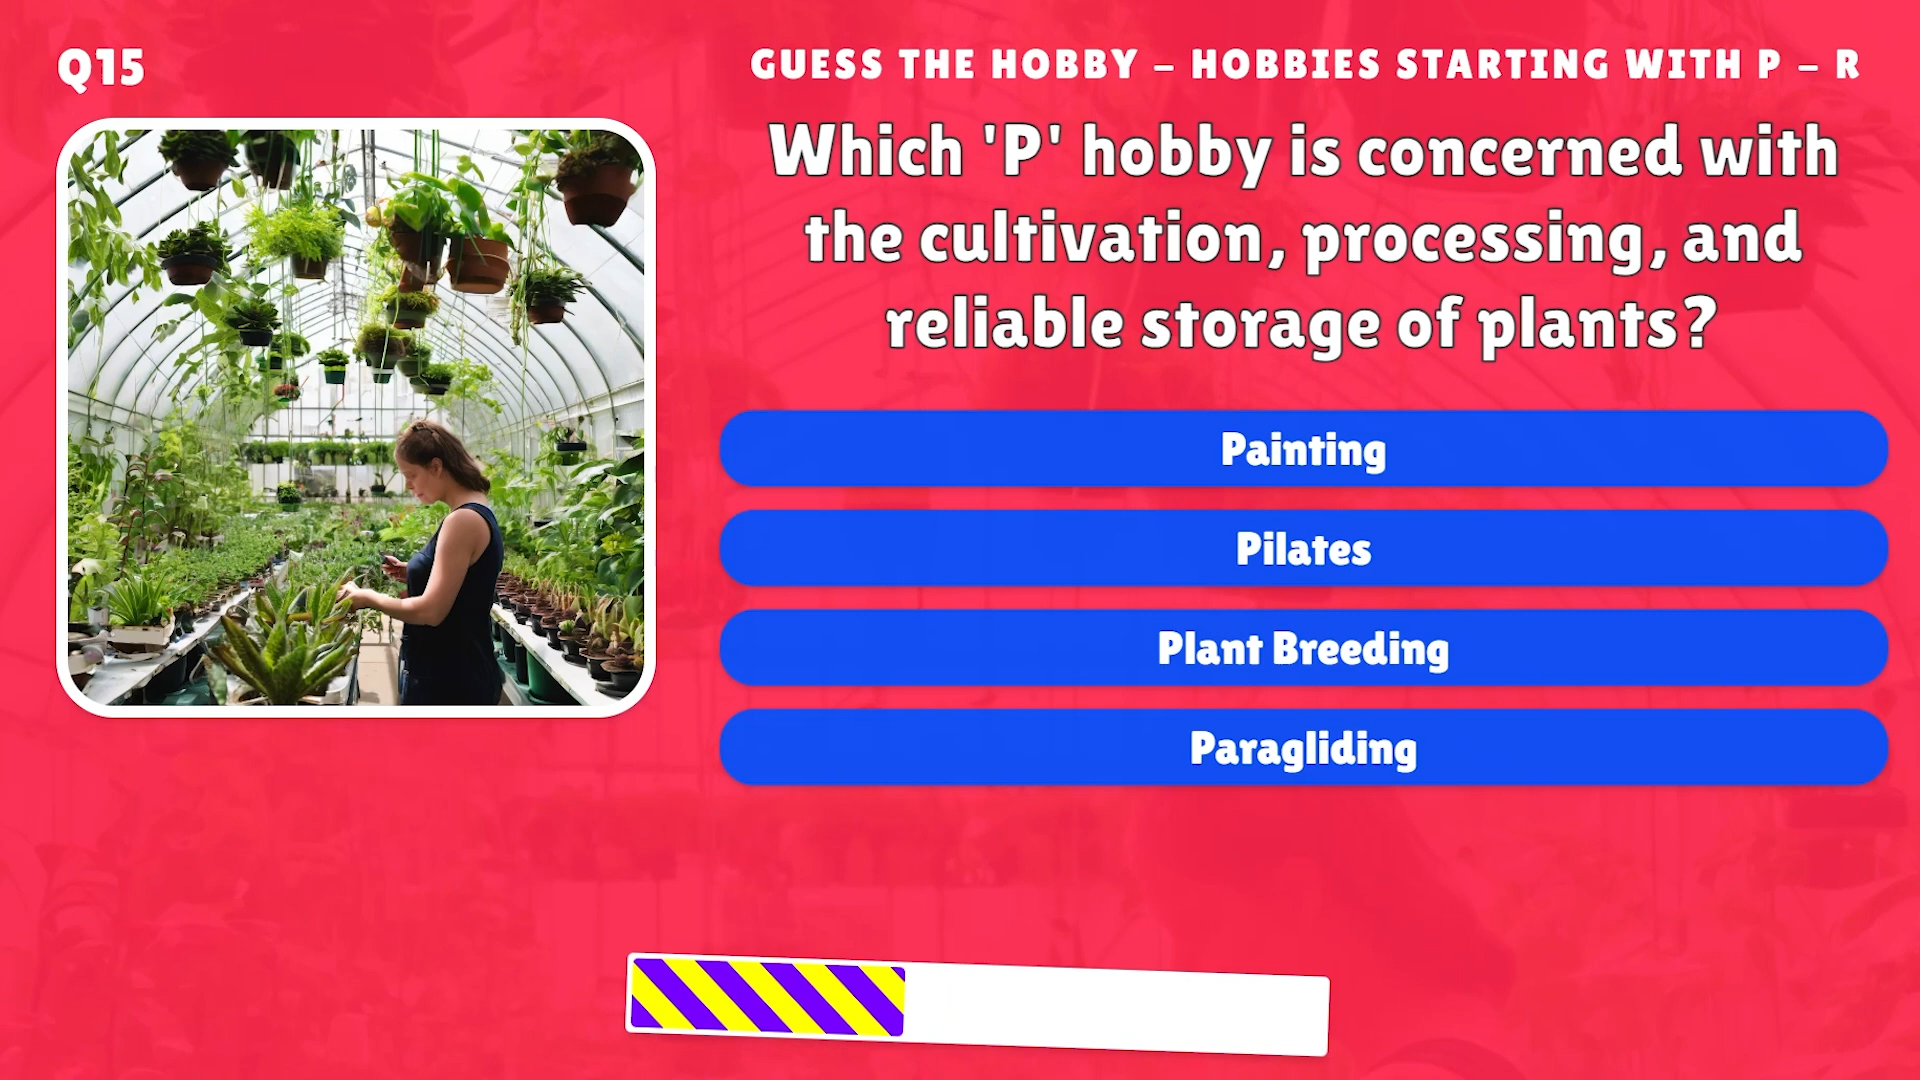 Q15
GUESS THE HOBBY – HOBBIES STARTING WITH P – R
Which 'P' hobby is concerned with
the cultivation, processing, and
reliable storage of plants?
Painting
Pilates
Plant Breeding
Paragliding